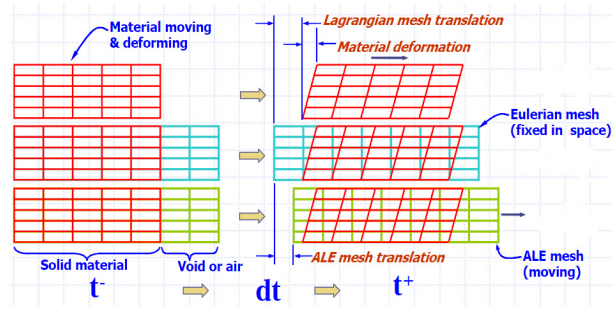 Lagrangian mesh translation
Material moving
& deforming
Material deformation
Eulerian mesh
(fixed in space)
ALE mesh translation
Solid material
Void or air
ALE mesh
(moving)
t-
dt
t+